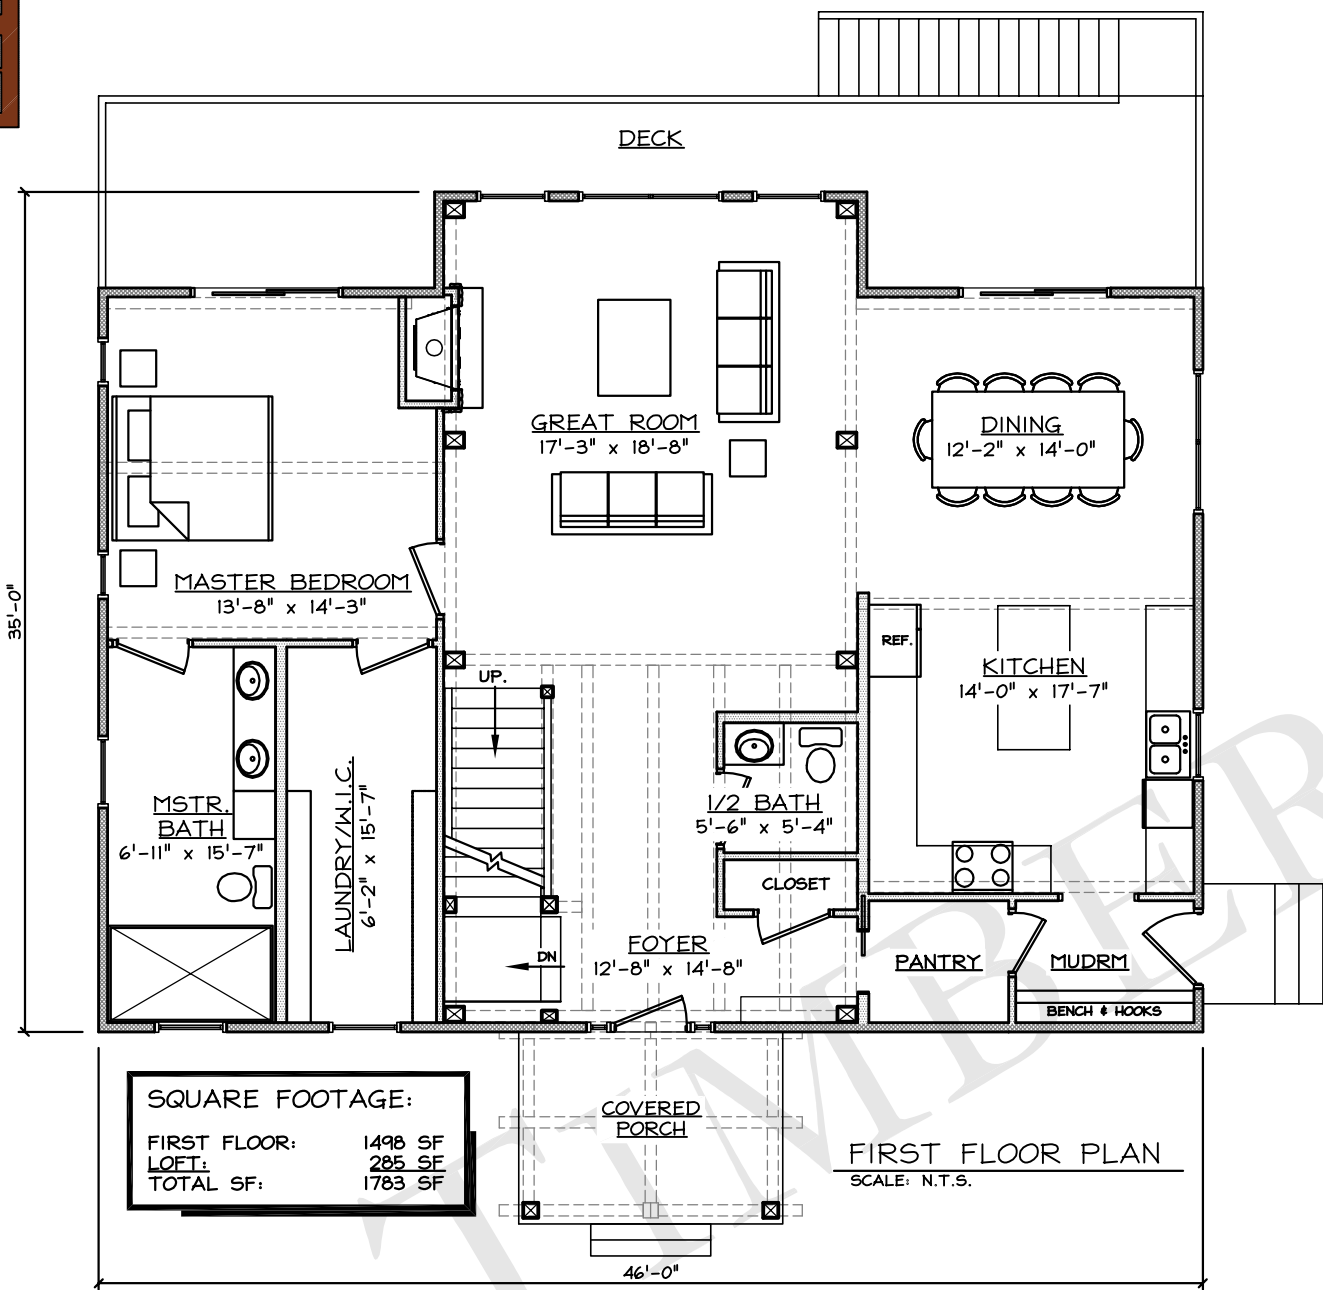 DECK
GREAT ROOM
17'-3" x 18'-8"
DINING
12'-2" x 14'-0"
MASTER BEDROOM
13'-8" x 14'-3"
35'-0"
REF.
KITCHEN
14'-0" x 17'-7"
UP.
MSTR.
BATH
6'-11" x 15'-7"
LAUNDRY/W.I.C.
6'-2" x 15'-7"
1/2 BATH
5'-6" x 5'-4"
CLOSET
FOYER
12'-8" x 14'-8"
DN
PANTRY
MUDRM
BENCH & HOOKS
SQUARE FOOTAGE:
FIRST FLOOR: 1498 SF
LOFT: 285 SF
TOTAL SF: 1783 SF
COVERED
PORCH
FIRST FLOOR PLAN
SCALE: N.T.S.
46'-0"
TIMBER